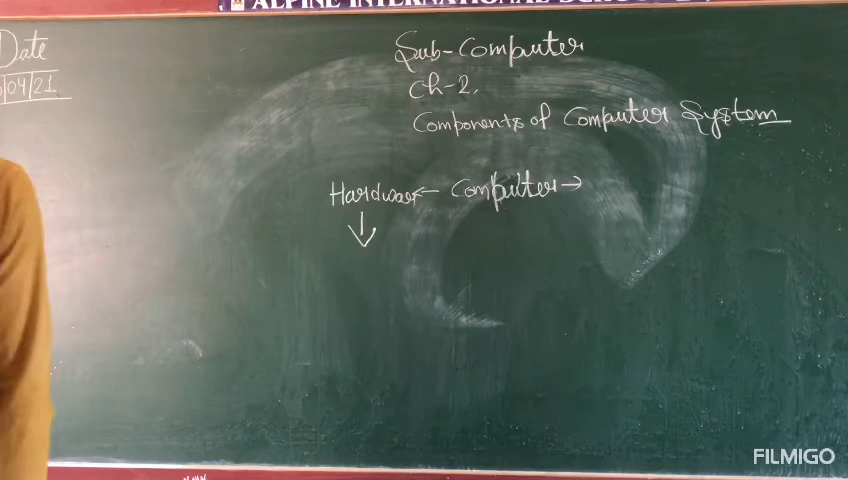 ALPINE INTERNATIONAL
Date
/04/21
Sub-Computer
Ch-2.
Components of Computer System
Hardware ← Computer →
↓
FILMIGO